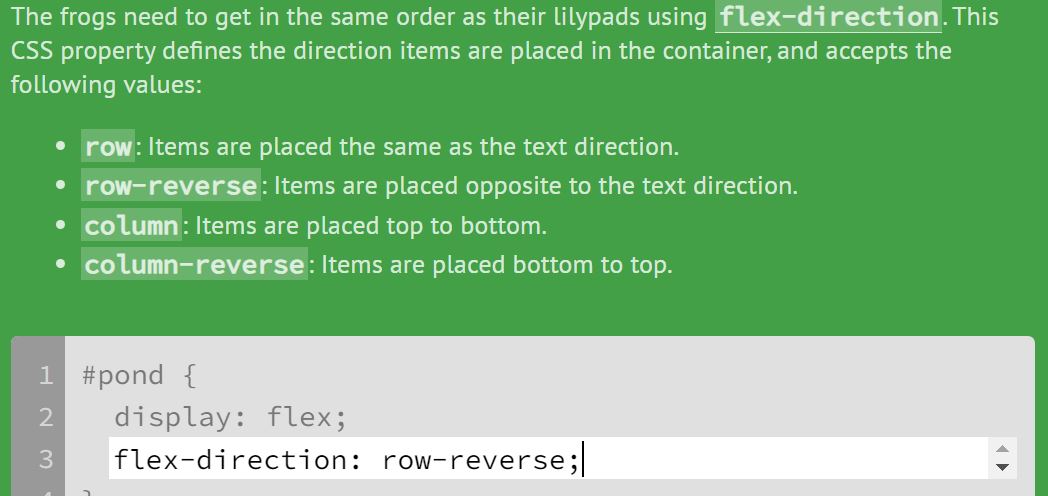 The frogs need to get in the same order as their lilypads using flex-direction. This
CSS property defines the direction items are placed in the container, and accepts the
following values:
• row: Items are placed the same as the text direction.
• row-reverse: Items are placed opposite to the text direction.
• column: Items are placed top to bottom.
• column-reverse: Items are placed bottom to top.
1 #pond {
2 display: flex;
3 flex-direction: row-reverse;
4 }